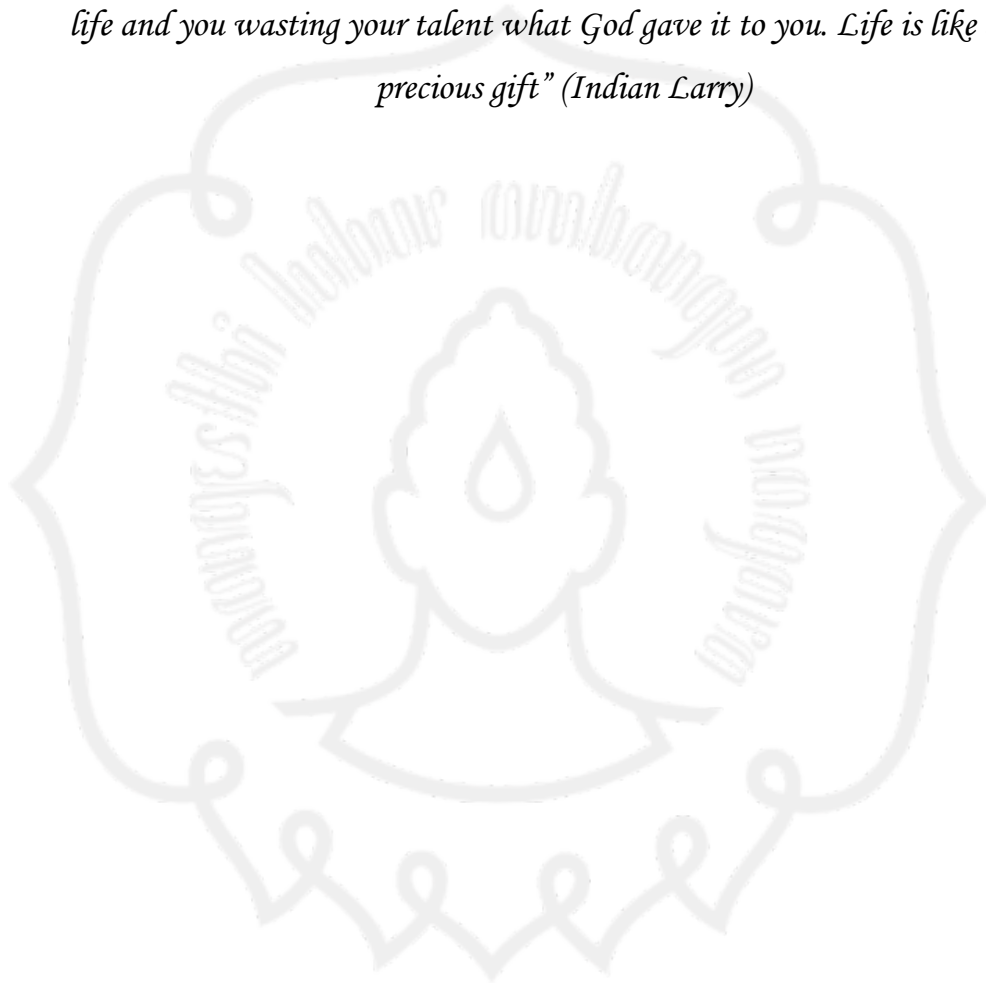 life and you wasting your talent what God gave it to you. Life is like
precious gift” (Indian Larry)